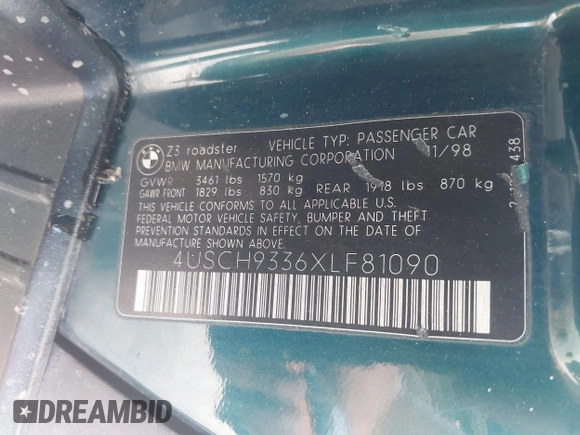 Z3 roadster VEHICLE TYP: PASSENGER CAR
BMW MANUFACTURING CORPORATION 11/98
GVWR 3461 lbs 1570 kg
GAWR FRONT 1829 lbs 830 kg REAR 1918 lbs 870 kg
THIS VEHICLE CONFORMS TO ALL APPLICABLE U.S.
FEDERAL MOTOR VEHICLE SAFETY, BUMPER AND THEFT
PREVENTION STANDARDS IN EFFECT ON THE DATE OF
MANUFACTURE SHOWN ABOVE.
4USCH9336XLF81090
438
DREAMBID